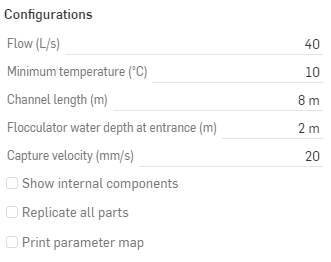 Configurations
Flow (L/s) 40
Minimum temperature (°C) 10
Channel length (m) 8 m
Flocculator water depth at entrance (m) 2 m
Capture velocity (mm/s) 20
Show internal components
Replicate all parts
Print parameter map